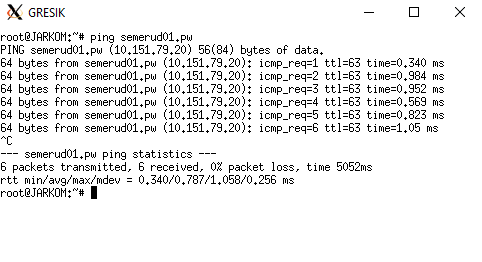 GRESIK
root@JARKOM:~# ping semerud01.pw
PING semerud01.pw (10.151.79.20) 56(84) bytes of data.
64 bytes from semerud01.pw (10.151.79.20): icmp_req=1 ttl=63 time=0.340 ms
64 bytes from semerud01.pw (10.151.79.20): icmp_req=2 ttl=63 time=0.984 ms
64 bytes from semerud01.pw (10.151.79.20): icmp_req=3 ttl=63 time=0.952 ms
64 bytes from semerud01.pw (10.151.79.20): icmp_req=4 ttl=63 time=0.569 ms
64 bytes from semerud01.pw (10.151.79.20): icmp_req=5 ttl=63 time=0.823 ms
64 bytes from semerud01.pw (10.151.79.20): icmp_req=6 ttl=63 time=1.05 ms
^C
--- semerud01.pw ping statistics ---
6 packets transmitted, 6 received, 0% packet loss, time 5052ms
rtt min/avg/max/mdev = 0.340/0.787/1.058/0.256 ms
root@JARKOM:~#